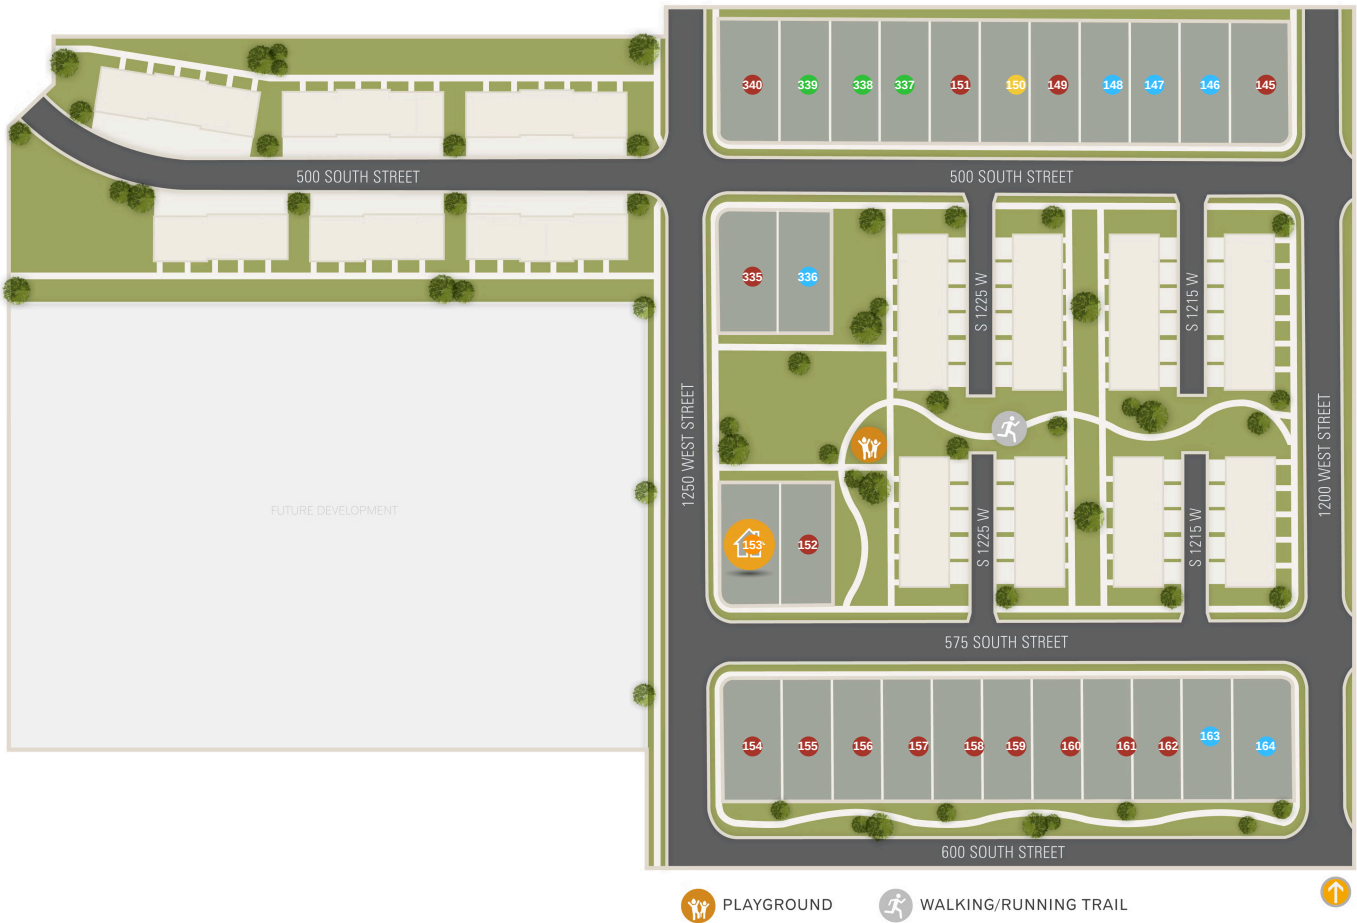 340 339 338 337 151 150 149 148 147 146 145
500 SOUTH STREET
500 SOUTH STREET
335 336
S 1225 W
S 1215 W
1250 WEST STREET
1200 WEST STREET
FUTURE DEVELOPMENT
153 152
S 1225 W
S 1215 W
575 SOUTH STREET
154 155 156 157 158 159 160 161 162 163 164
600 SOUTH STREET
PLAYGROUND
WALKING/RUNNING TRAIL